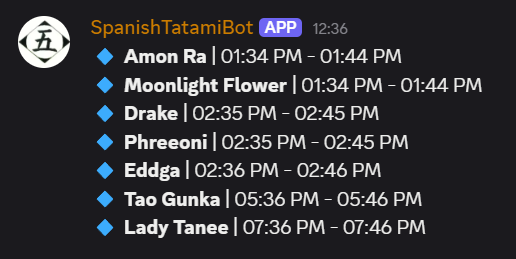 五
SpanishTatamiBot APP 12:36
Amon Ra | 01:34 PM - 01:44 PM
Moonlight Flower | 01:34 PM - 01:44 PM
Drake | 02:35 PM - 02:45 PM
Phreeoni | 02:35 PM - 02:45 PM
Eddga | 02:36 PM - 02:46 PM
Tao Gunka | 05:36 PM - 05:46 PM
Lady Tanee | 07:36 PM - 07:46 PM